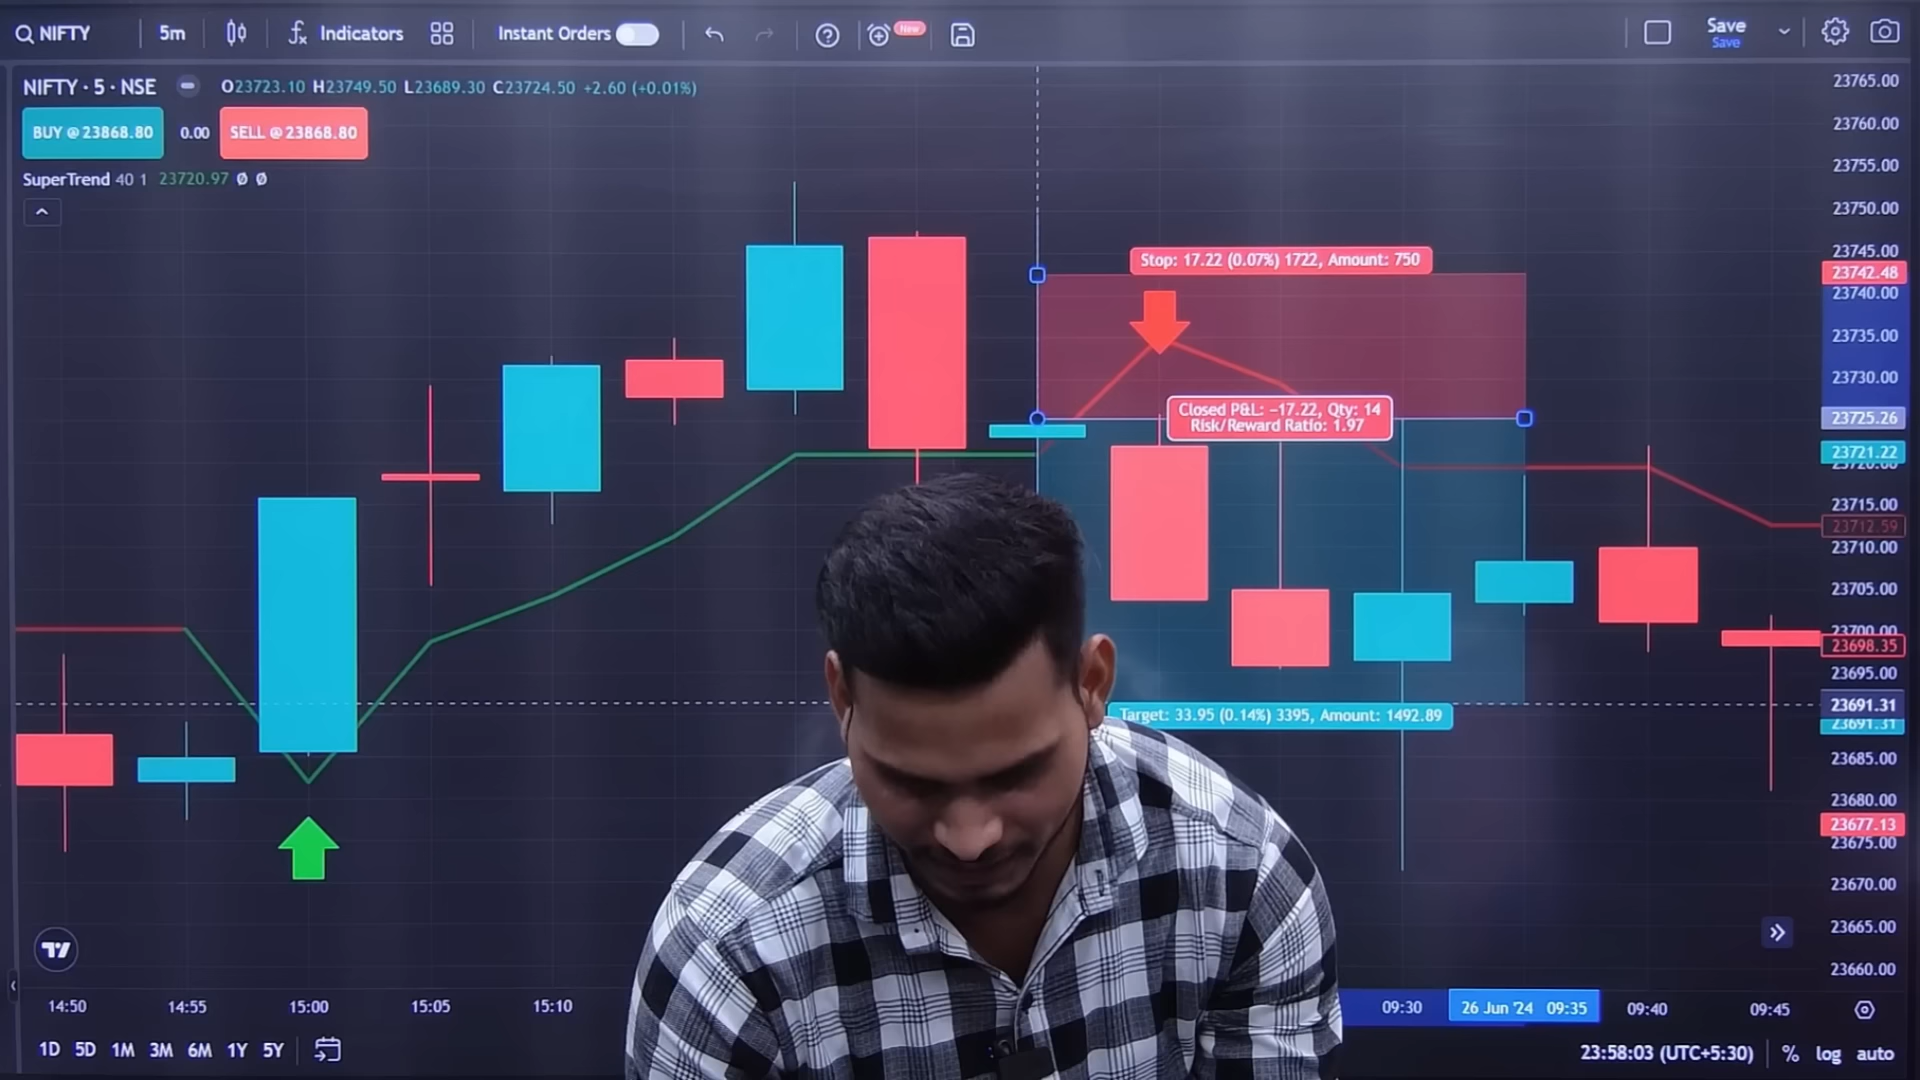 NIFTY 5m Indicators Instant Orders New Save
Save
NIFTY · 5 · NSE O23723.10 H23749.50 L23689.30 C23724.50 +2.60 (+0.01%)
BUY @ 23868.80 0.00 SELL @ 23868.80
SuperTrend 40 1 23720.97 Ø Ø
Stop: 17.22 (0.07%) 1722, Amount: 750
Closed P&L: −17.22, Qty: 14
Risk/Reward Ratio: 1.97
Target: 33.95 (0.14%) 3395, Amount: 1492.89
23765.00
23760.00
23755.00
23750.00
23745.00
23742.48
23740.00
23735.00
23730.00
23725.26
23721.22
23720.00
23715.00
23712.59
23710.00
23705.00
23700.00
23698.35
23695.00
23691.31
23691.31
23685.00
23680.00
23677.13
23675.00
23670.00
23665.00
23660.00
14:50 14:55 15:00 15:05 15:10 09:30 26 Jun '24 09:35 09:40 09:45
1D 5D 1M 3M 6M 1Y 5Y 23:58:03 (UTC+5:30) % log auto